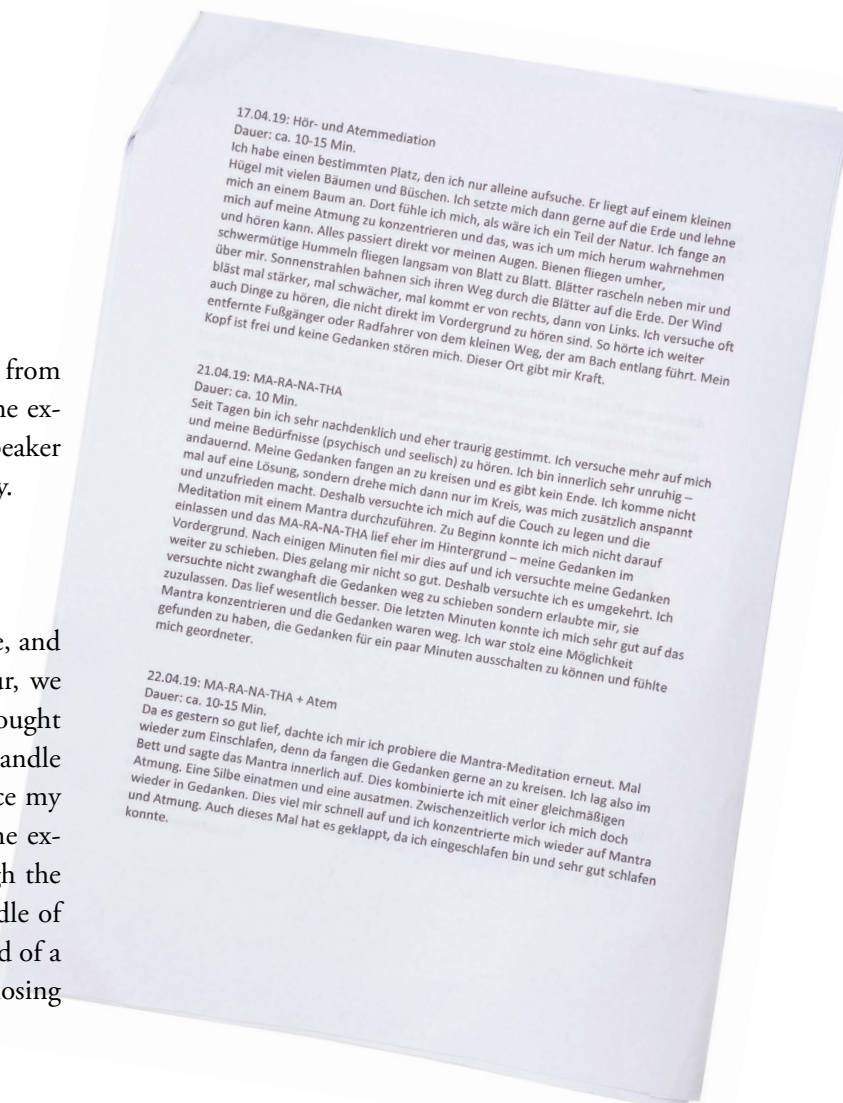 from
ne ex-
peaker
y.
e, and
ur, we
ought
andle
ce my
ne ex-
gh the
dle of
d of a
losing
17.04.19: Hör- und Atemmediation
Dauer: ca. 10-15 Min.
Ich habe einen bestimmten Platz, den ich nur alleine aufsuche. Er liegt auf einem kleinen
Hügel mit vielen Bäumen und Büschen. Ich setzte mich dann gerne auf die Erde und lehne
mich an einem Baum an. Dort fühle ich mich, als wäre ich ein Teil der Natur. Ich fange an
mich auf meine Atmung zu konzentrieren und das, was ich um mich herum wahrnehmen
und hören kann. Alles passiert direkt vor meinen Augen. Bienen fliegen umher,
schwermütige Hummeln fliegen langsam von Blatt zu Blatt. Blätter rascheln neben mir und
über mir. Sonnenstrahlen bahnen sich ihren Weg durch die Blätter auf die Erde. Der Wind
bläst mal stärker, mal schwächer, mal kommt er von rechts, dann von Links. Ich versuche oft
auch Dinge zu hören, die nicht direkt im Vordergrund zu hören sind. So hörte ich weiter
entfernte Fußgänger oder Radfahrer von dem kleinen Weg, der am Bach entlang führt. Mein
Kopf ist frei und keine Gedanken stören mich. Dieser Ort gibt mir Kraft.
21.04.19: MA-RA-NA-THA
Dauer: ca. 10 Min.
Seit Tagen bin ich sehr nachdenklich und eher traurig gestimmt. Ich versuche mehr auf mich
und meine Bedürfnisse (psychisch und seelisch) zu hören. Ich bin innerlich sehr unruhig –
andauernd. Meine Gedanken fangen an zu kreisen und es gibt kein Ende. Ich komme nicht
mal auf eine Lösung, sondern drehe mich dann nur im Kreis, was mich zusätzlich anspannt
und unzufrieden macht. Deshalb versuchte ich mich auf die Couch zu legen und die
Meditation mit einem Mantra durchzuführen. Zu Beginn konnte ich mich nicht darauf
einlassen und das MA-RA-NA-THA lief eher im Hintergrund – meine Gedanken im
Vordergrund. Nach einigen Minuten fiel mir dies auf und ich versuchte meine Gedanken
weiter zu schieben. Dies gelang mir nicht so gut. Deshalb versuchte ich es umgekehrt. Ich
versuchte nicht zwanghaft die Gedanken weg zu schieben sondern erlaubte mir, sie
zuzulassen. Das lief wesentlich besser. Die letzten Minuten konnte ich mich sehr gut auf das
Mantra konzentrieren und die Gedanken waren weg. Ich war stolz eine Möglichkeit
gefunden zu haben, die Gedanken für ein paar Minuten ausschalten zu können und fühlte
mich geordneter.
22.04.19: MA-RA-NA-THA + Atem
Dauer: ca. 10-15 Min.
Da es gestern so gut lief, dachte ich mir ich probiere die Mantra-Meditation erneut. Mal
wieder zum Einschlafen, denn da fangen die Gedanken gerne an zu kreisen. Ich lag also im
Bett und sagte das Mantra innerlich auf. Dies kombinierte ich mit einer gleichmäßigen
Atmung. Eine Silbe einatmen und eine ausatmen. Zwischenzeitlich verlor ich mich doch
wieder in Gedanken. Dies viel mir schnell auf und ich konzentrierte mich wieder auf Mantra
und Atmung. Auch dieses Mal hat es geklappt, da ich eingeschlafen bin und sehr gut schlafen
konnte.